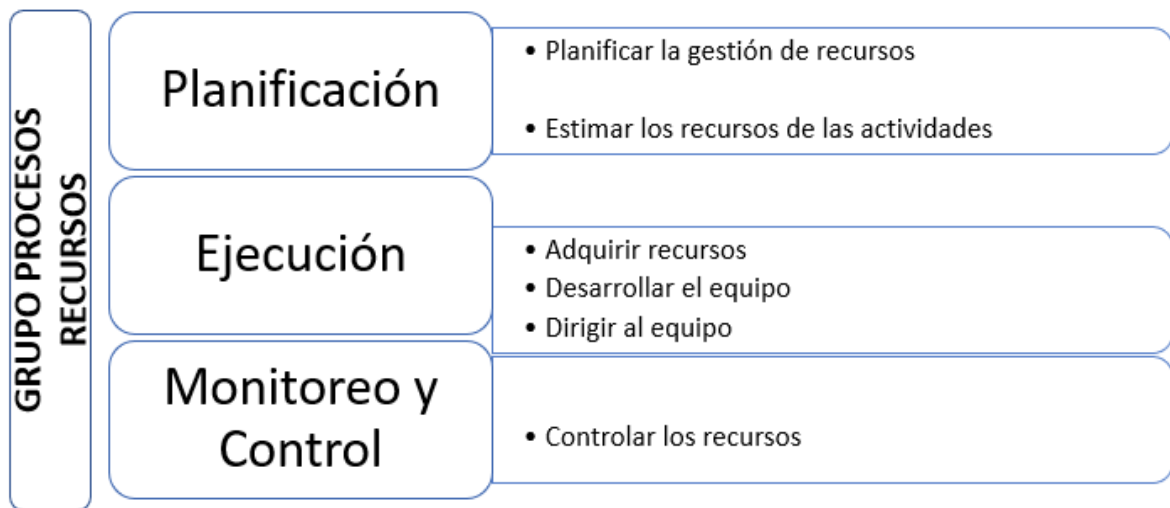 GRUPO PROCESOS
RECURSOS
Planificación
• Planificar la gestión de recursos
• Estimar los recursos de las actividades
Ejecución
• Adquirir recursos
• Desarrollar el equipo
• Dirigir al equipo
Monitoreo y
Control
• Controlar los recursos